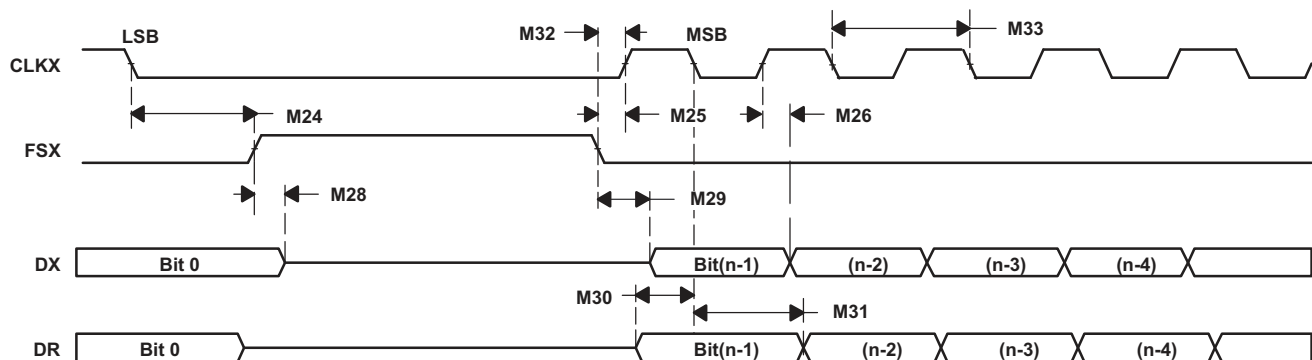 LSB
M32
MSB
M33
CLKX
M24
M25
M26
FSX
M28
M29
DX
Bit 0
Bit(n-1)
(n-2)
(n-3)
(n-4)
M30
M31
DR
Bit 0
Bit(n-1)
(n-2)
(n-3)
(n-4)